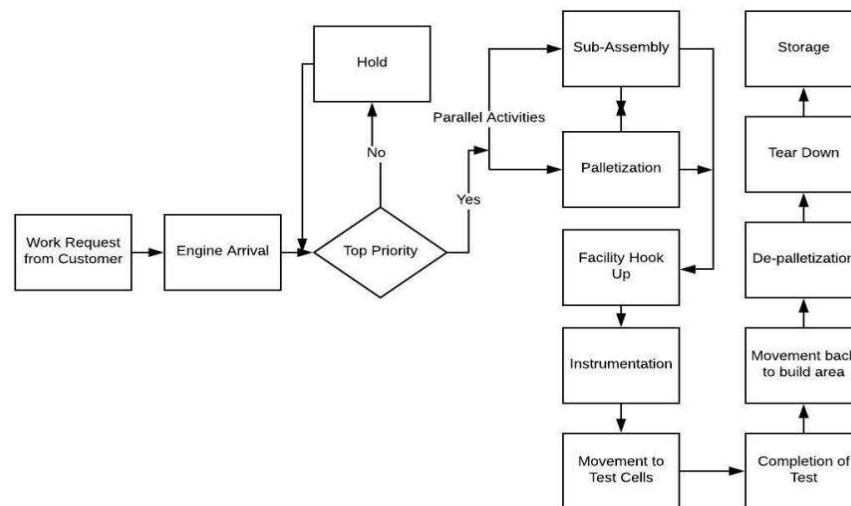 Work Request
from Customer
Engine Arrival
Top Priority
No
Hold
Yes
Parallel Activities
Sub-Assembly
Palletization
Facility Hook
Up
Instrumentation
Movement to
Test Cells
Completion of
Test
Movement back
to build area
De-palletization
Tear Down
Storage